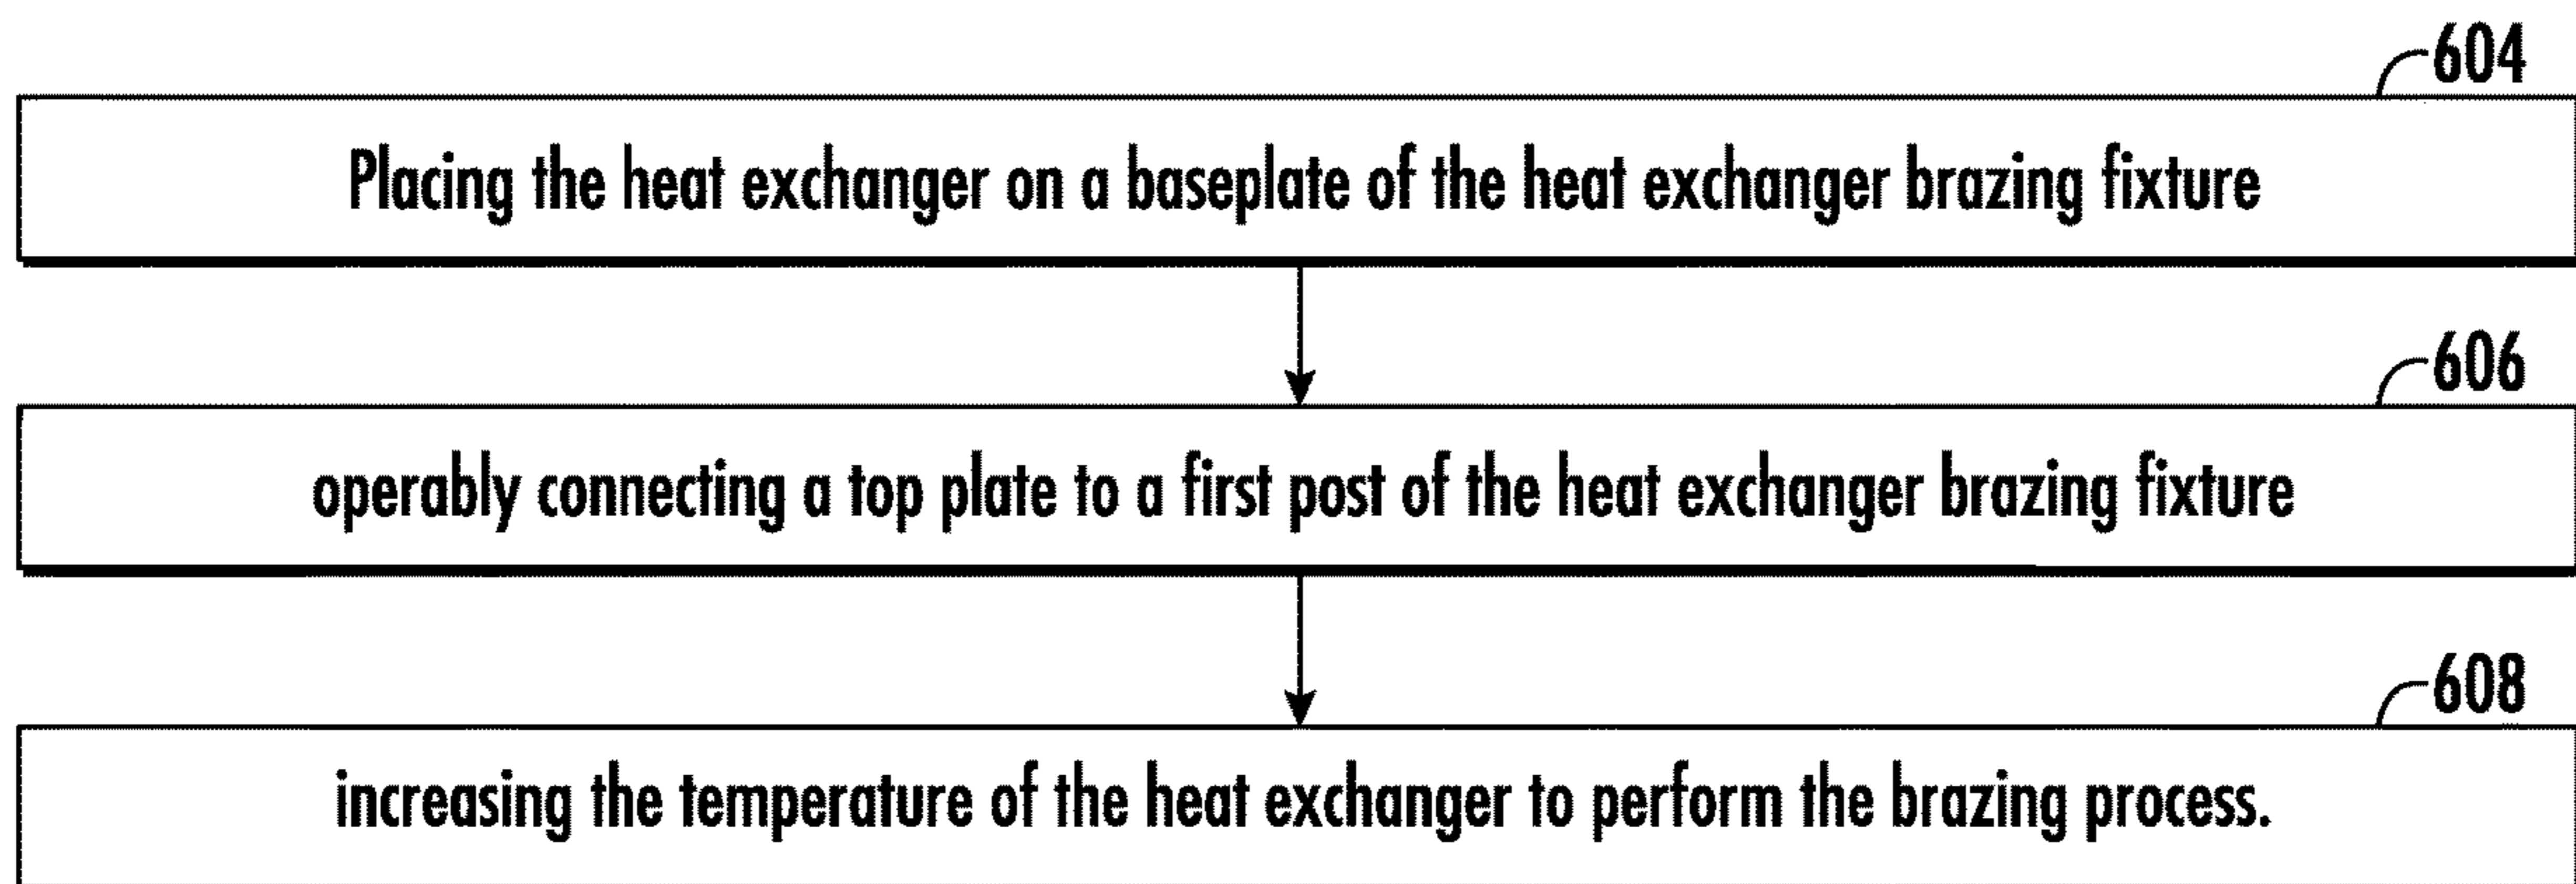 604
Placing the heat exchanger on a baseplate of the heat exchanger brazing fixture
606
operably connecting a top plate to a first post of the heat exchanger brazing fixture
608
increasing the temperature of the heat exchanger to perform the brazing process.